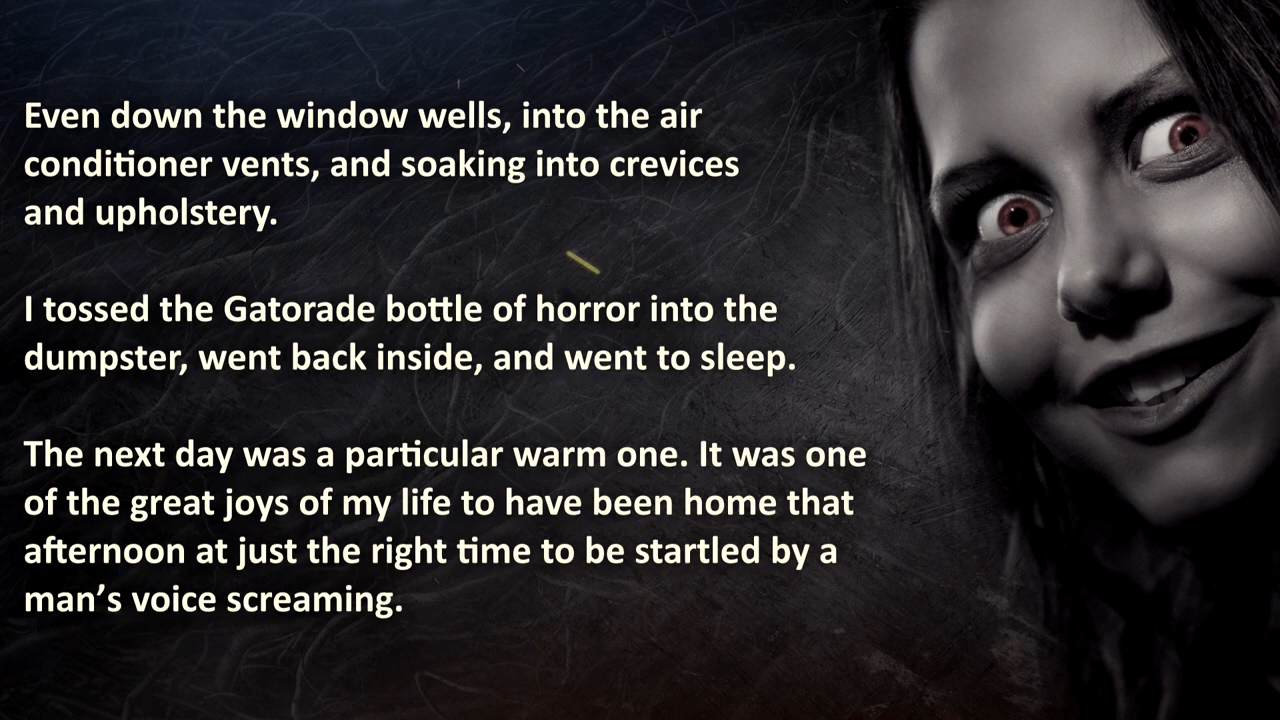 Even down the window wells, into the air
conditioner vents, and soaking into crevices
and upholstery.
I tossed the Gatorade bottle of horror into the
dumpster, went back inside, and went to sleep.
The next day was a particular warm one. It was one
of the great joys of my life to have been home that
afternoon at just the right time to be startled by a
man’s voice screaming.